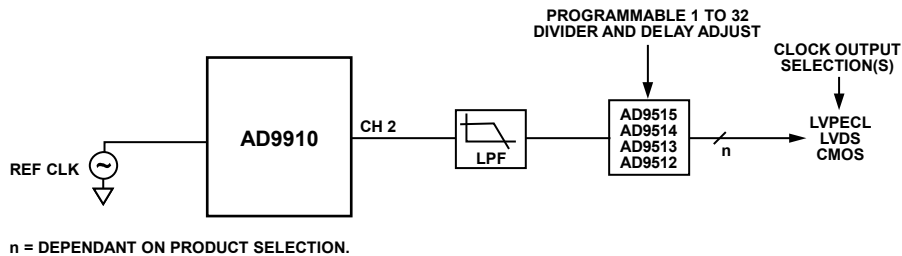 PROGRAMMABLE 1 TO 32
DIVIDER AND DELAY ADJUST
CLOCK OUTPUT
SELECTION(S)
AD9910
CH 2
REF CLK
~
LPF
AD9515
AD9514
AD9513
AD9512
n
LVPECL
LVDS
CMOS
n = DEPENDANT ON PRODUCT SELECTION.